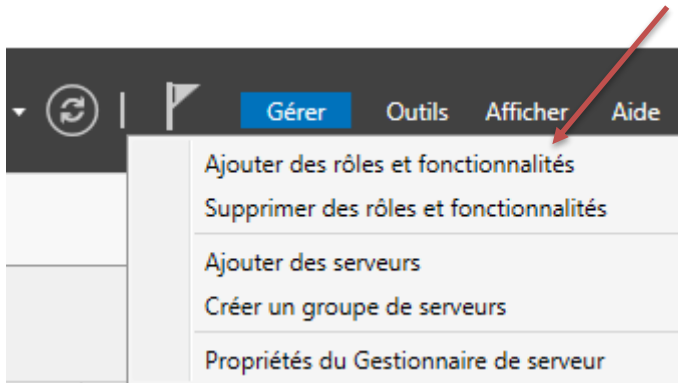 Gérer Outils Afficher Aide
Ajouter des rôles et fonctionnalités
Supprimer des rôles et fonctionnalités
Ajouter des serveurs
Créer un groupe de serveurs
Propriétés du Gestionnaire de serveur